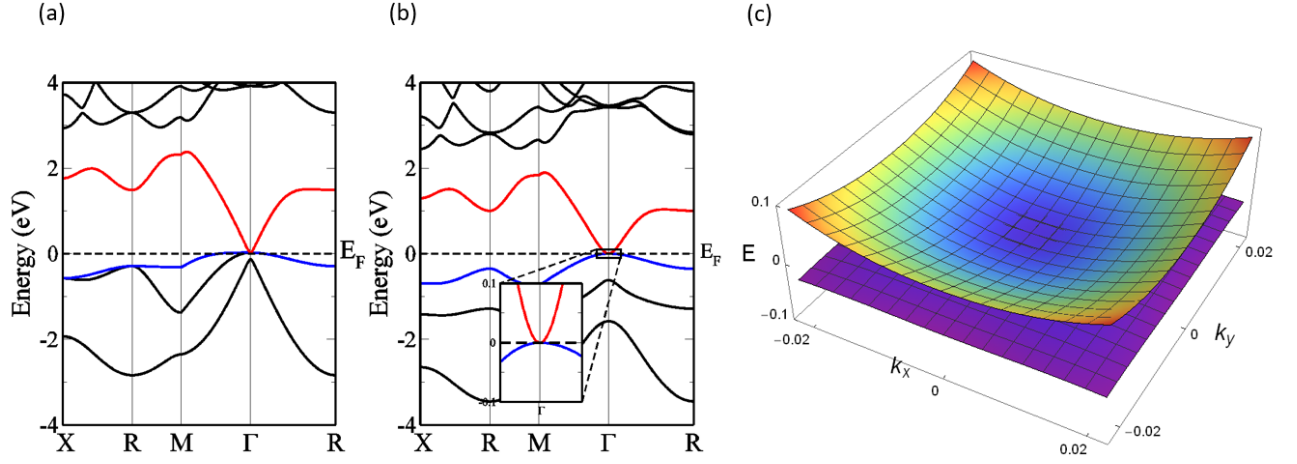 (a)
(b)
(c)
Energy (eV)
4
2
0
-2
-4
X
R
M
Γ
R
E_F
Energy (eV)
4
2
0
-2
-4
X
R
M
Γ
R
E_F
0.1
0
-0.1
Γ
0.1
E
0
−0.1
−0.02
k_x
0
0.02
0.02
k_y
0
−0.02